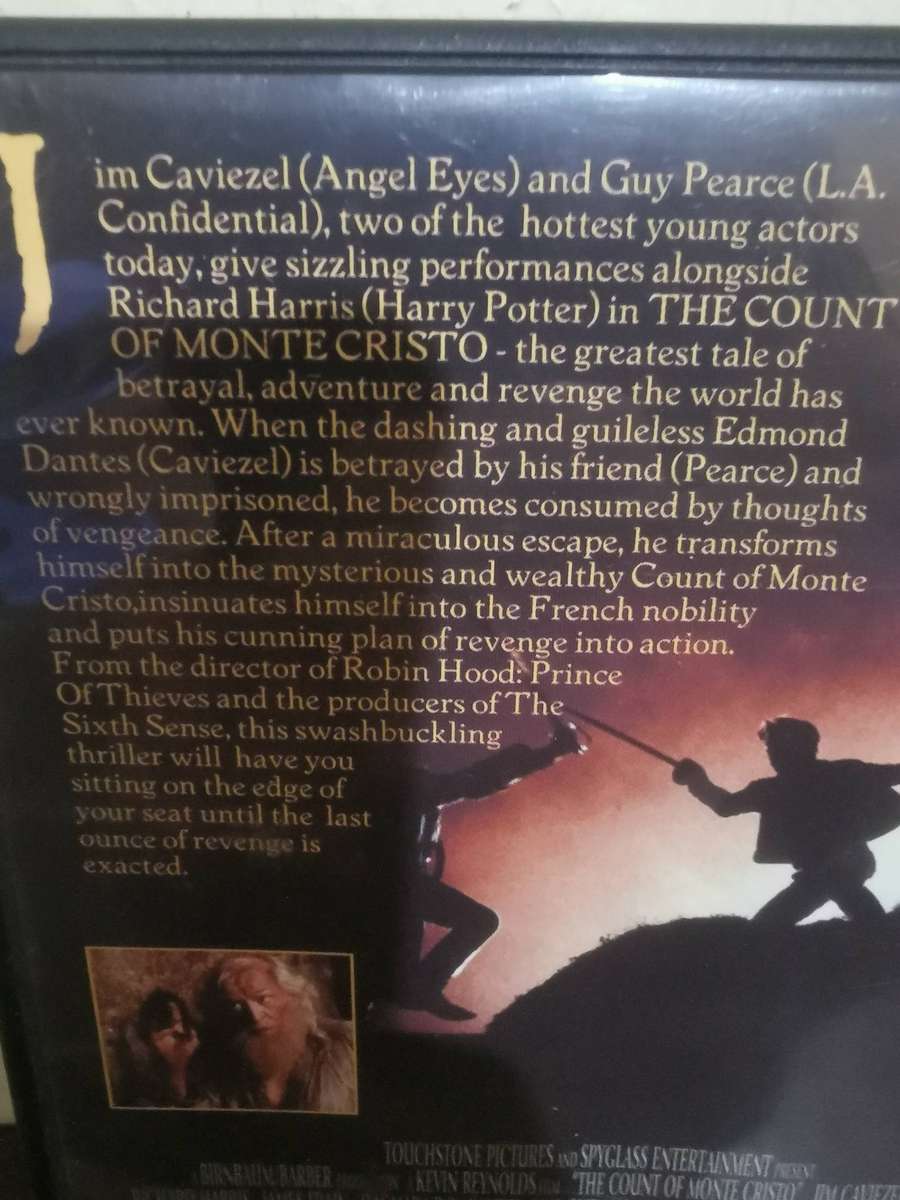 Jim Caviezel (Angel Eyes) and Guy Pearce (L.A.
Confidential), two of the hottest young actors
today, give sizzling performances alongside
Richard Harris (Harry Potter) in THE COUNT
OF MONTE CRISTO - the greatest tale of
betrayal, adventure and revenge the world has
ever known. When the dashing and guileless Edmond
Dantes (Caviezel) is betrayed by his friend (Pearce) and
wrongly imprisoned, he becomes consumed by thoughts
of vengeance. After a miraculous escape, he transforms
himself into the mysterious and wealthy Count of Monte
Cristo,insinuates himself into the French nobility
and puts his cunning plan of revenge into action.
From the director of Robin Hood: Prince
Of Thieves and the producers of The
Sixth Sense, this swashbuckling
thriller will have you
sitting on the edge of
your seat until the last
ounce of revenge is
exacted.
TOUCHSTONE PICTURES AND SPYGLASS ENTERTAINMENT PRESENT
A BIRNBAUM/BARBER KEVIN REYNOLDS "THE COUNT OF MONTE CRISTO"